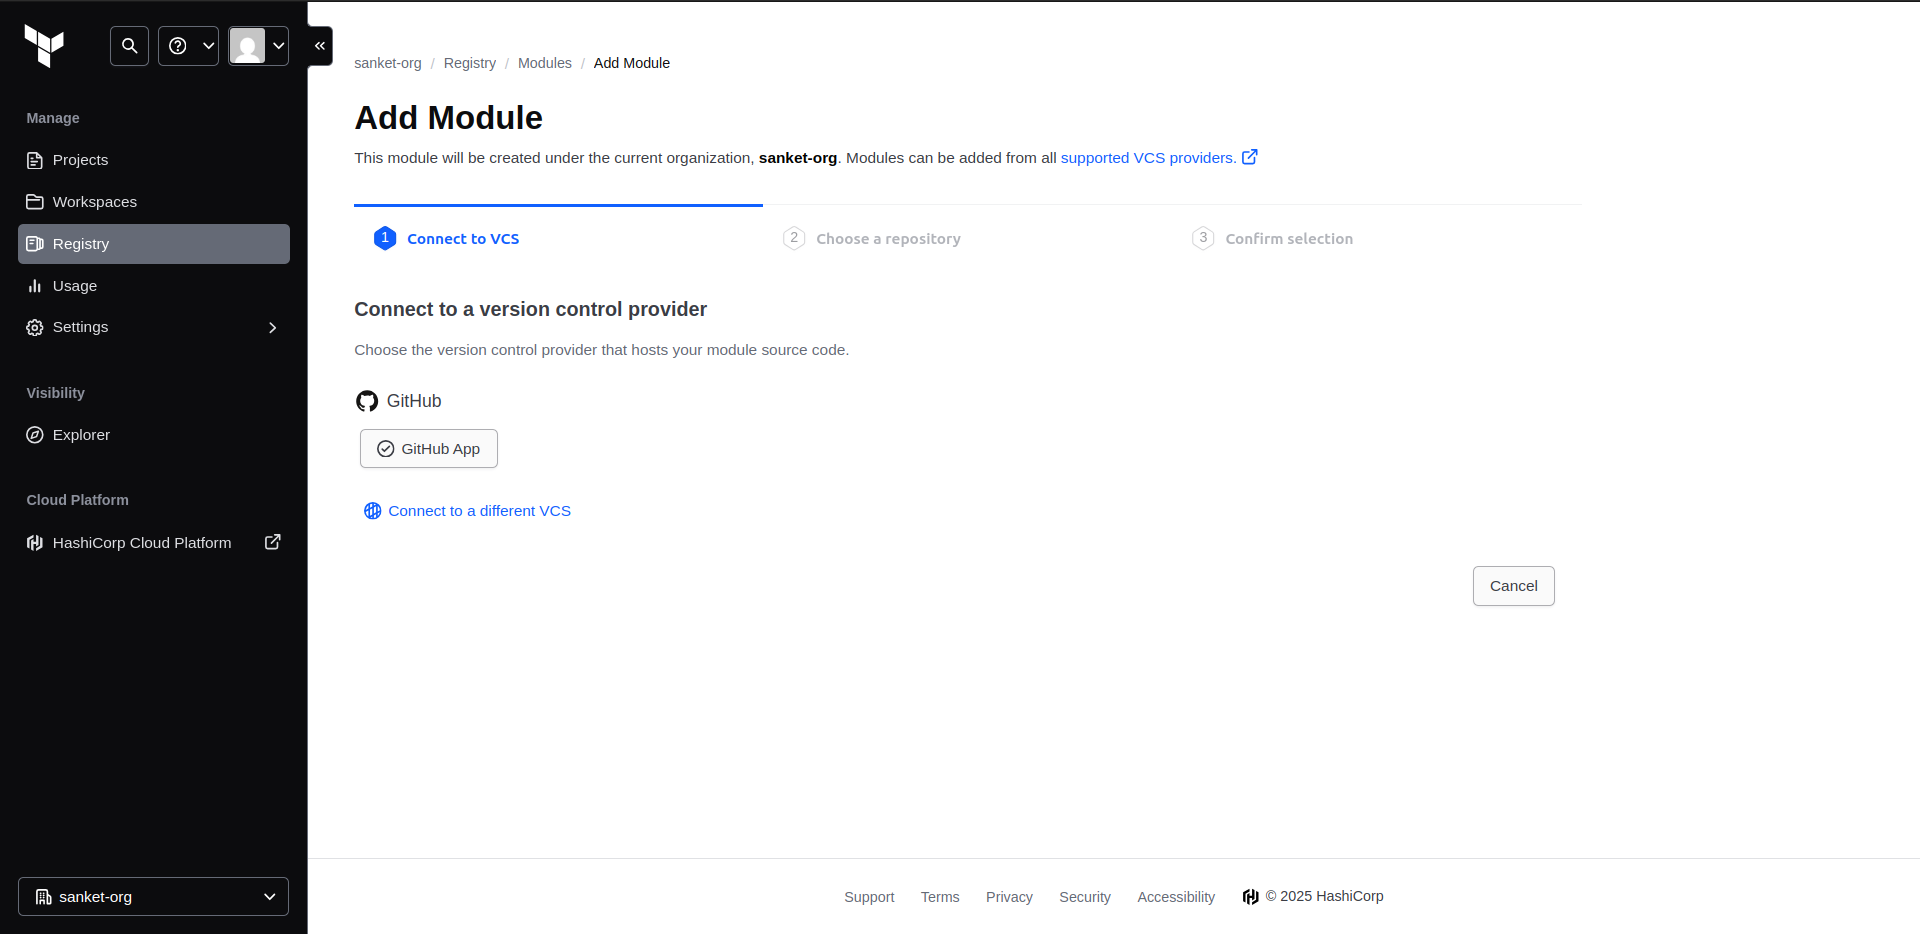 Manage
Projects
Workspaces
Registry
Usage
Settings
Visibility
Explorer
Cloud Platform
HashiCorp Cloud Platform
sanket-org
sanket-org / Registry / Modules / Add Module
Add Module
This module will be created under the current organization, sanket-org. Modules can be added from all supported VCS providers.
1 Connect to VCS
2 Choose a repository
3 Confirm selection
Connect to a version control provider
Choose the version control provider that hosts your module source code.
GitHub
GitHub App
Connect to a different VCS
Cancel
Support Terms Privacy Security Accessibility © 2025 HashiCorp